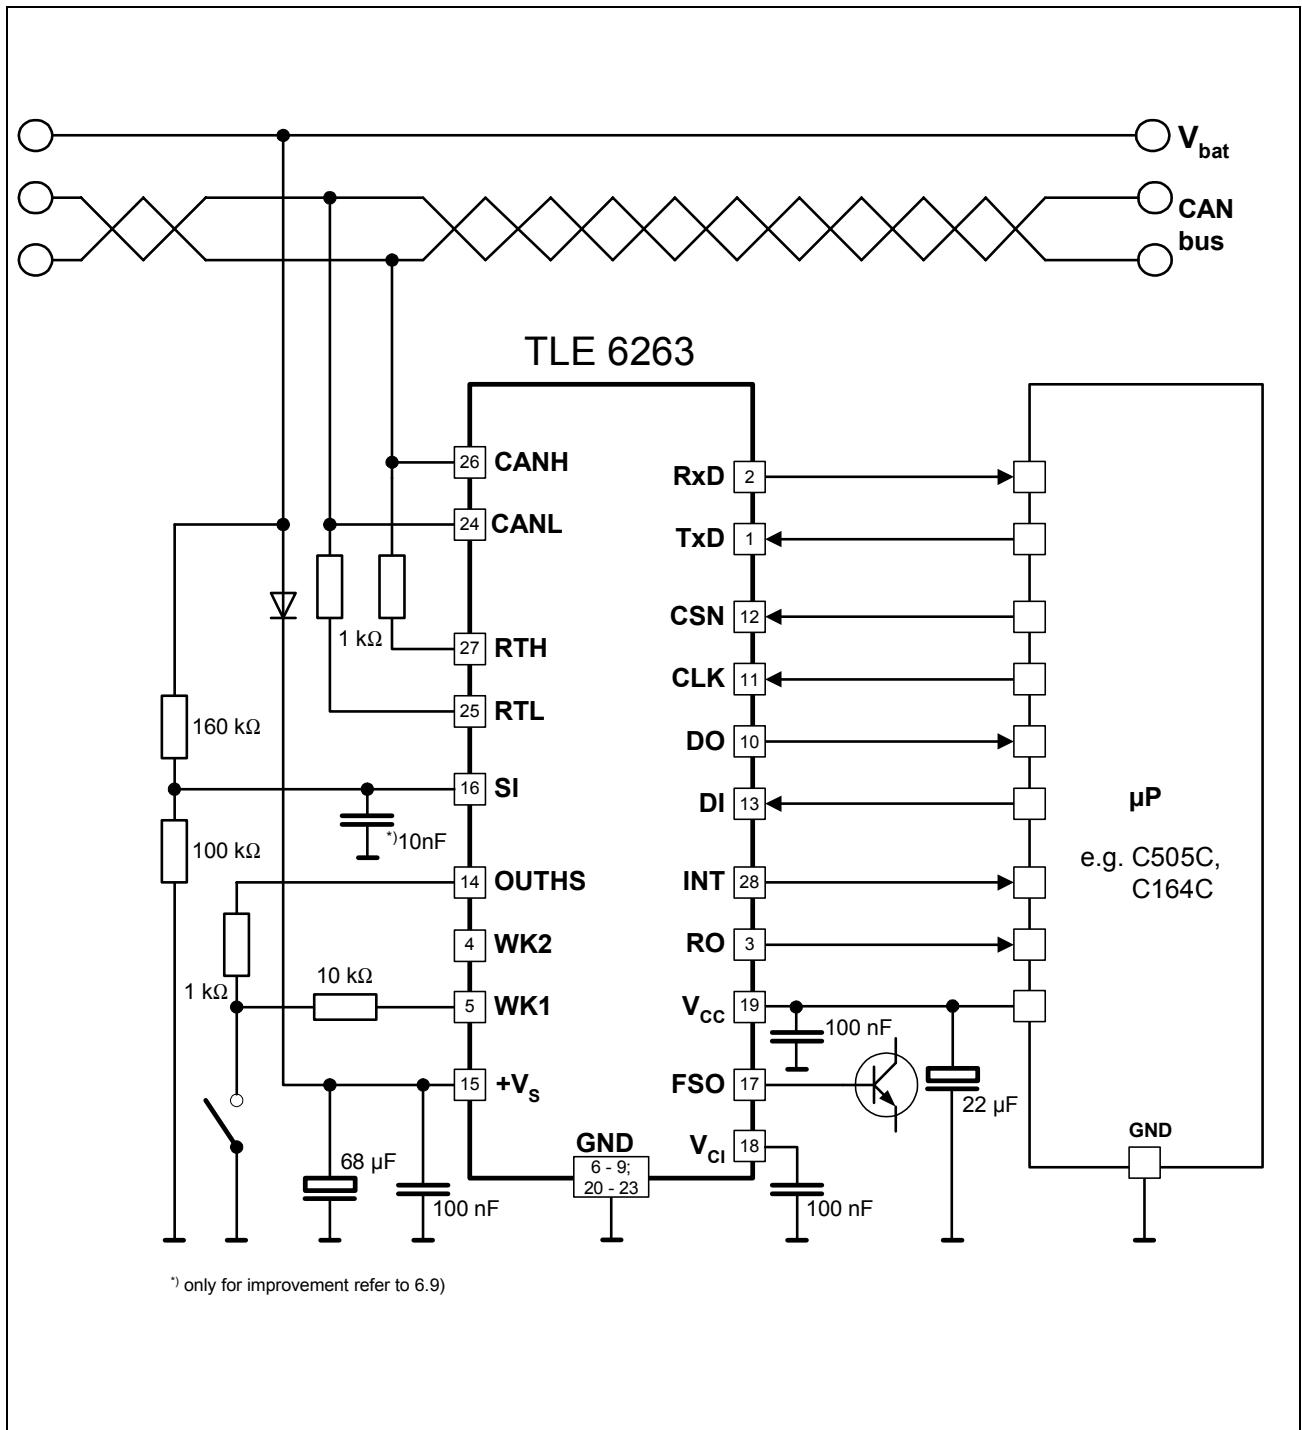 V_bat
CAN
bus
TLE 6263
26 CANH
24 CANL
27 RTH
25 RTL
16 SI
14 OUTHS
4 WK2
5 WK1
15 +V_S
RxD 2
TxD 1
CSN 12
CLK 11
DO 10
DI 13
INT 28
RO 3
V_CC 19
FSO 17
V_CI 18
GND
6 - 9;
20 - 23
1 kΩ
160 kΩ
100 kΩ
*)10nF
1 kΩ
10 kΩ
68 µF
100 nF
100 nF
22 µF
100 nF
µP
e.g. C505C,
C164C
GND
*) only for improvement refer to 6.9)